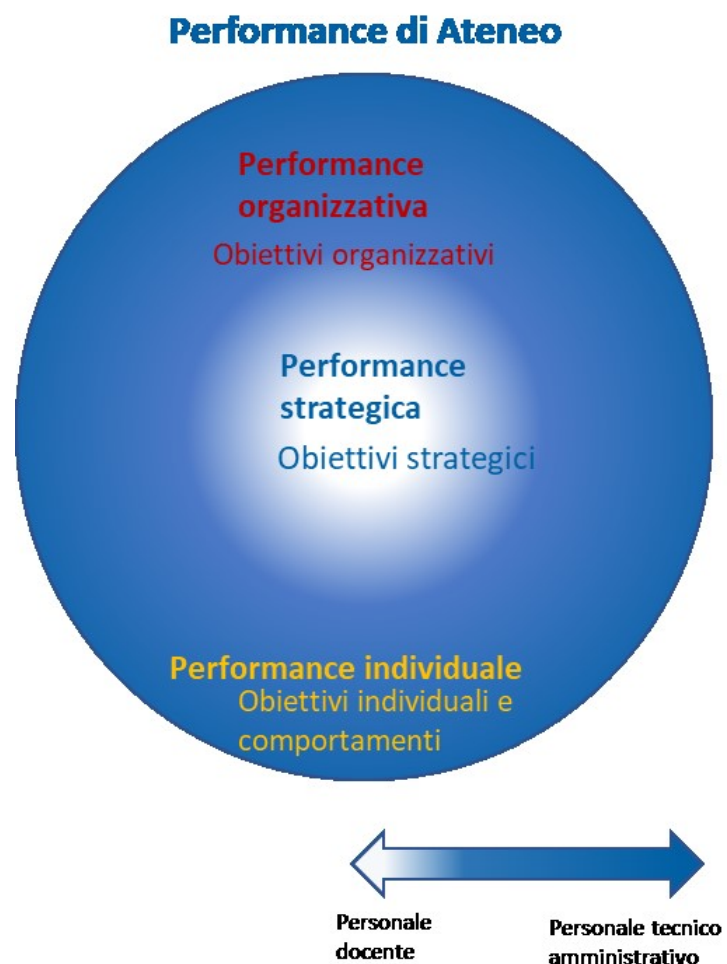 Performance di Ateneo
Performance
organizzativa
Obiettivi organizzativi
Performance
strategica
Obiettivi strategici
Performance individuale
Obiettivi individuali e
comportamenti
Personale
docente
Personale tecnico
amministrativo